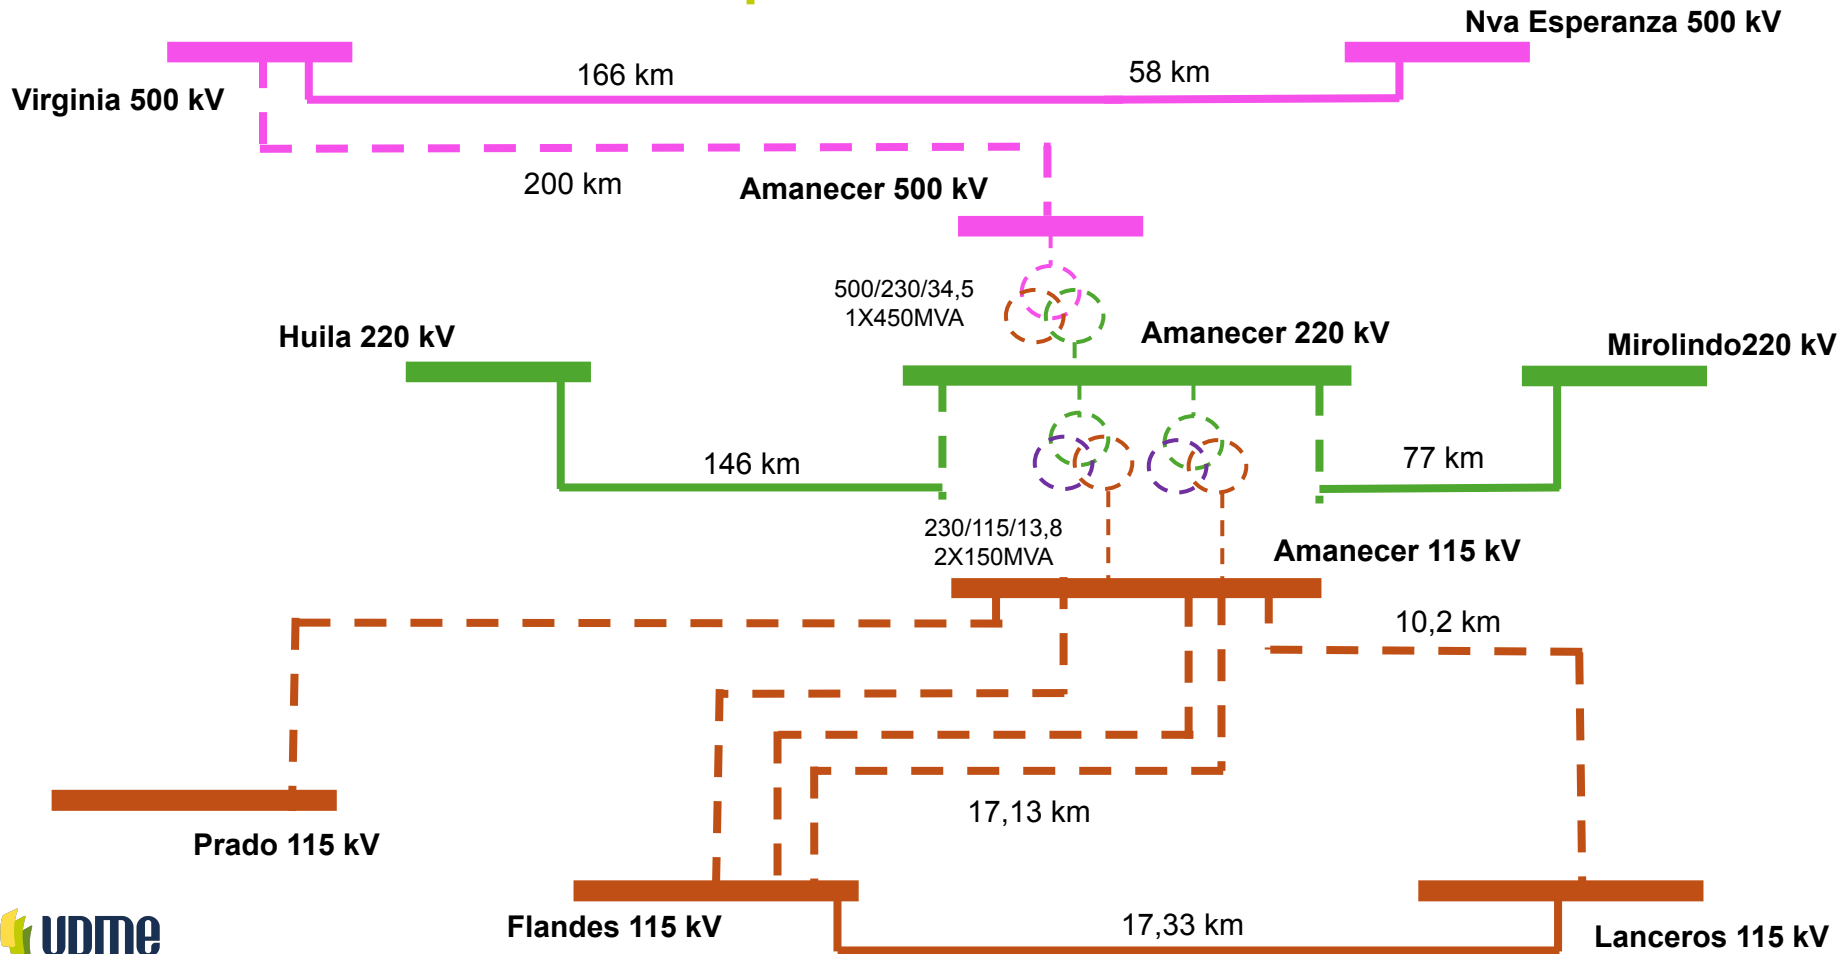 Nva Esperanza 500 kV
166 km
58 km
Virginia 500 kV
200 km
Amanecer 500 kV
500/230/34,5
1X450MVA
Huila 220 kV
Amanecer 220 kV
Mirolindo220 kV
146 km
77 km
230/115/13,8
2X150MVA
Amanecer 115 kV
10,2 km
17,13 km
Prado 115 kV
Flandes 115 kV
17,33 km
Lanceros 115 kV
upme